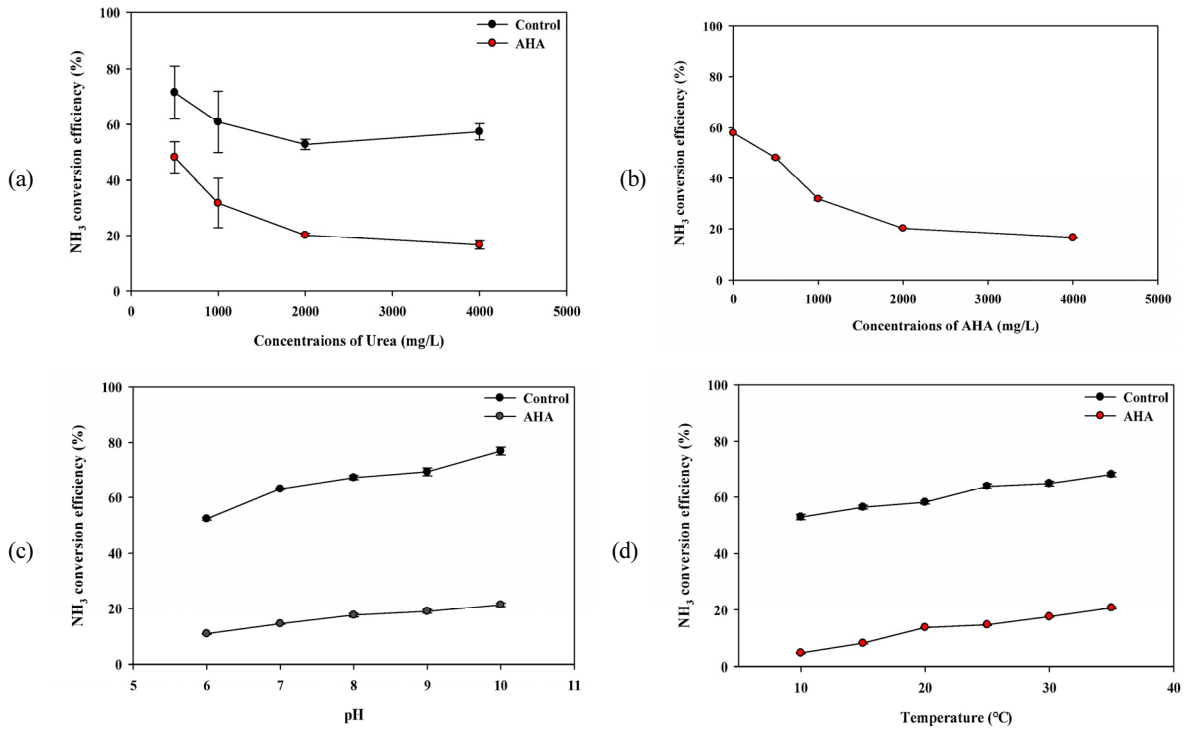 (a)
NH3 conversion efficiency (%)
100
80
60
40
20
0
0 1000 2000 3000 4000 5000
Concentraions of Urea (mg/L)
Control
AHA
(b)
NH3 conversion efficiency (%)
100
80
60
40
20
0
0 1000 2000 3000 4000 5000
Concentraions of AHA (mg/L)
(c)
NH3 conversion efficiency (%)
100
80
60
40
20
0
5 6 7 8 9 10 11
pH
Control
AHA
(d)
NH3 conversion efficiency (%)
100
80
60
40
20
0
10 20 30 40
Temperature (°C)
Control
AHA